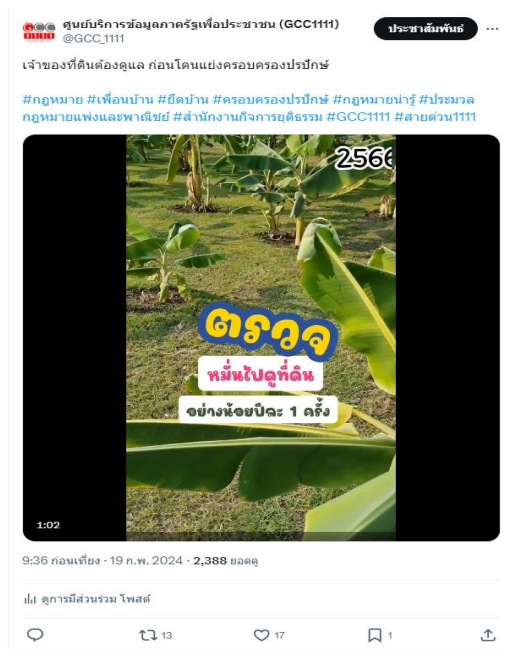 ศูนย์บริการข้อมูลภาครัฐเพื่อประชาชน (GCC1111)
@GCC_1111
ประชาสัมพันธ์
เจ้าของที่ดินต้องดูแล ก่อนโดนแย่งครอบครองปรปักษ์
#กฎหมาย #เพื่อนบ้าน #ยึดบ้าน #ครอบครองปรปักษ์ #กฎหมายน่ารู้ #ประมวล
กฎหมายแพ่งและพาณิชย์ #สำนักงานกิจการยุติธรรม #GCC1111 #สายด่วน1111
2566
ตรวจ
หมั่นไปดูที่ดิน
อย่างน้อยปีละ 1 ครั้ง
1:02
9:36 ก่อนเที่ยง · 19 ก.พ. 2024 · 2,388 ยอดดู
ดูการมีส่วนร่วม โพสต์
13 17 1